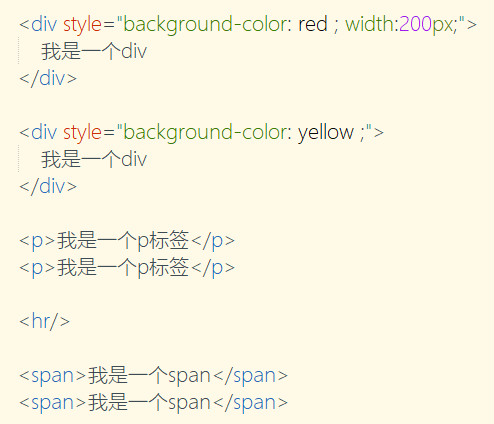 <div style="background-color: red ; width:200px;">
我是一个div
</div>
<div style="background-color: yellow ;">
我是一个div
</div>
<p>我是一个p标签</p>
<p>我是一个p标签</p>
<hr/>
<span>我是一个span</span>
<span>我是一个span</span>